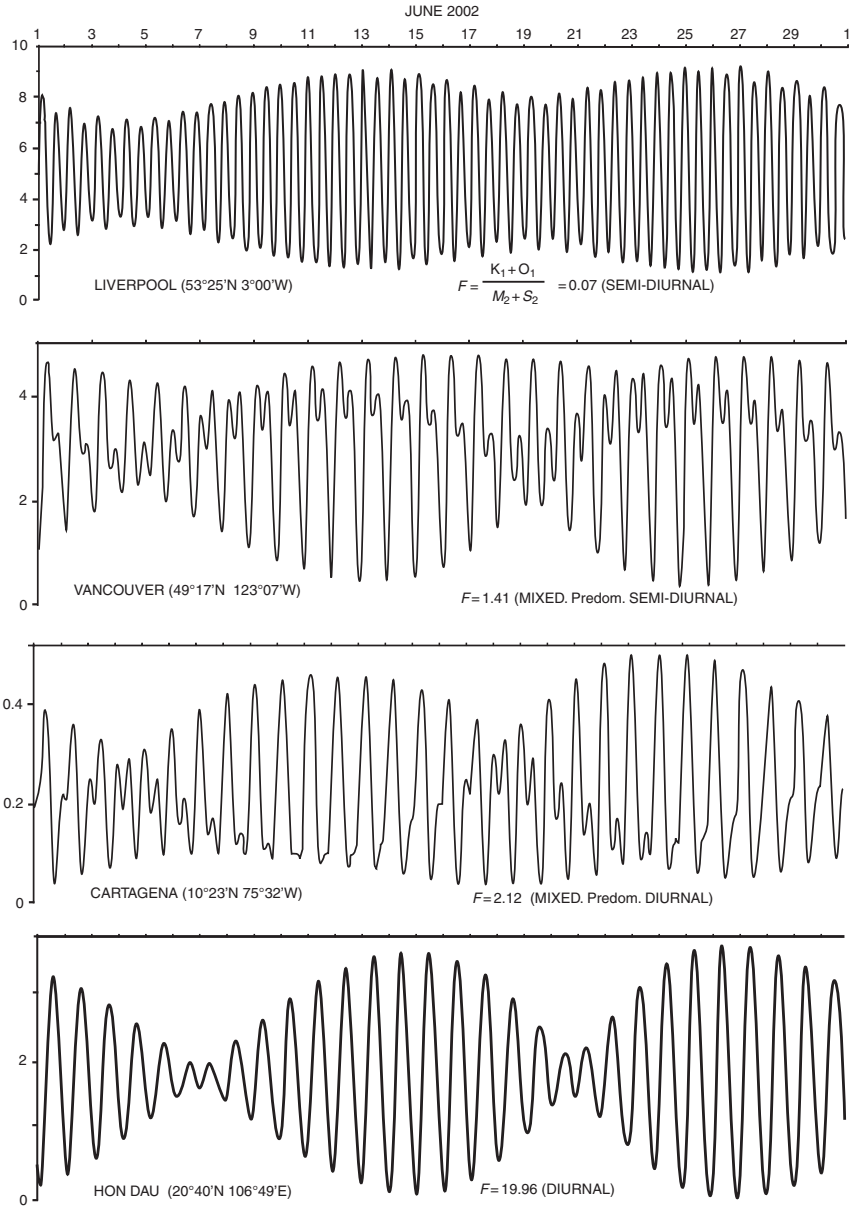 JUNE 2002
1 3 5 7 9 11 13 15 17 19 21 23 25 27 29 1
10
8
6
4
2
0
LIVERPOOL (53°25'N 3°00'W)
F = K₁+O₁ / M₂+S₂ = 0.07 (SEMI-DIURNAL)
4
2
0
VANCOUVER (49°17'N 123°07'W)
F=1.41 (MIXED. Predom. SEMI-DIURNAL)
0.4
0.2
0
CARTAGENA (10°23'N 75°32'W)
F=2.12 (MIXED. Predom. DIURNAL)
2
0
HON DAU (20°40'N 106°49'E)
F=19.96 (DIURNAL)